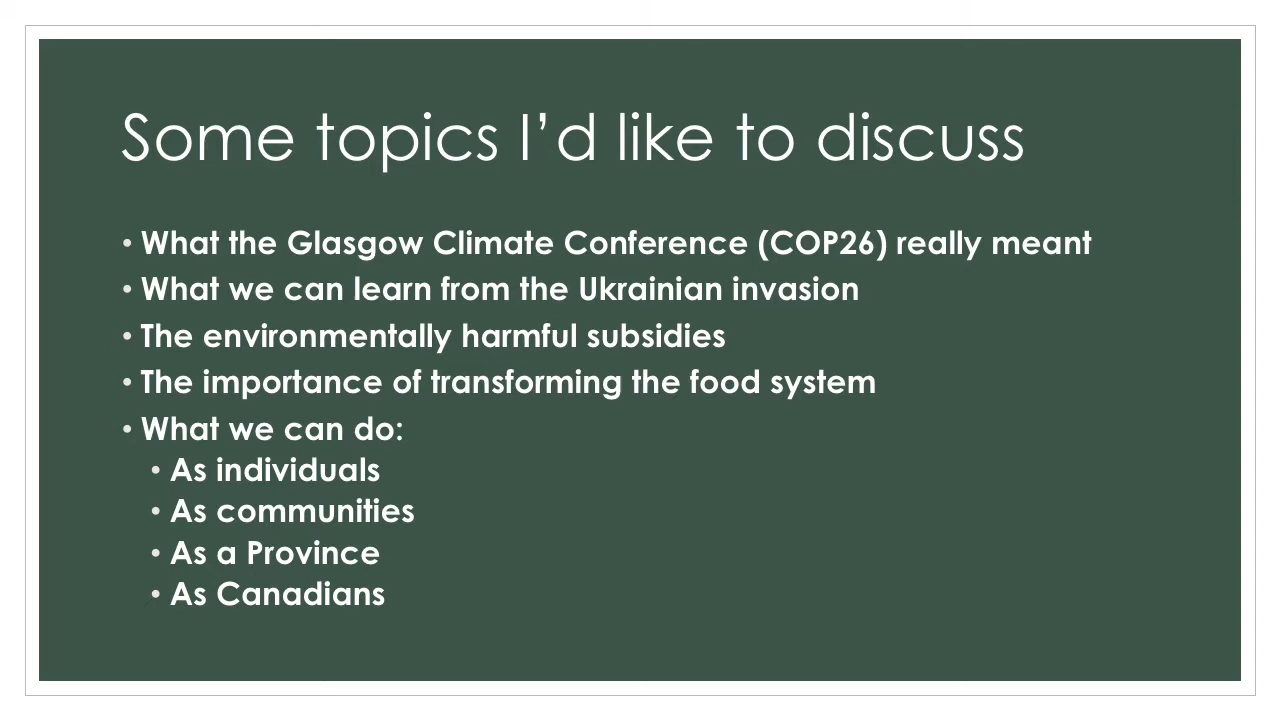 Some topics I’d like to discuss
• What the Glasgow Climate Conference (COP26) really meant
• What we can learn from the Ukrainian invasion
• The environmentally harmful subsidies
• The importance of transforming the food system
• What we can do:
• As individuals
• As communities
• As a Province
• As Canadians